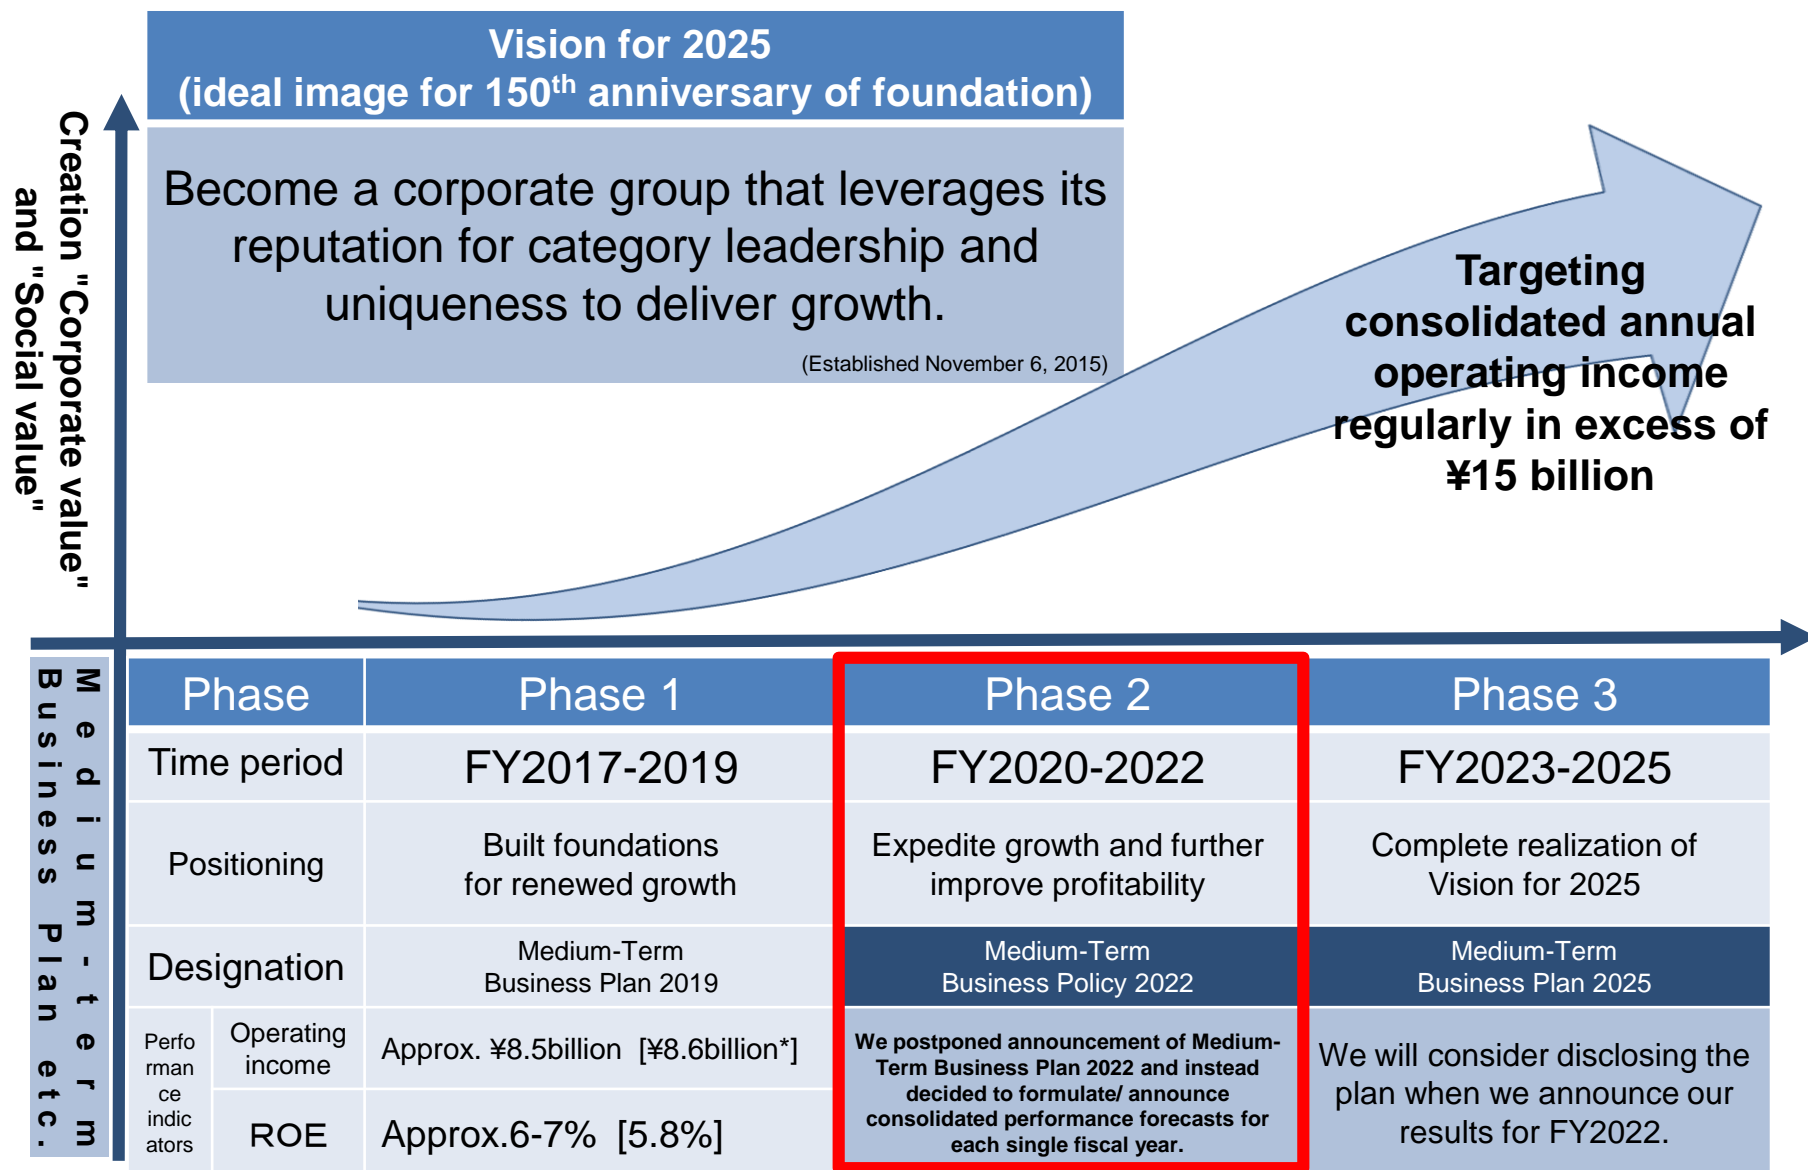 Vision for 2025
(ideal image for 150th anniversary of foundation)
Become a corporate group that leverages its
reputation for category leadership and
uniqueness to deliver growth.
(Established November 6, 2015)
Creation "Corporate value"
and "Social value"
Targeting
consolidated annual
operating income
regularly in excess of
¥15 billion
Medium-term
Business Plan etc.
Phase
Phase 1
Phase 2
Phase 3
Time period
FY2017-2019
FY2020-2022
FY2023-2025
Positioning
Built foundations
for renewed growth
Expedite growth and further
improve profitability
Complete realization of
Vision for 2025
Designation
Medium-Term
Business Plan 2019
Medium-Term
Business Policy 2022
Medium-Term
Business Plan 2025
Perfo
rman
ce
indic
ators
Operating
income
Approx. ¥8.5billion [¥8.6billion*]
ROE
Approx.6-7% [5.8%]
We postponed announcement of Medium-
Term Business Plan 2022 and instead
decided to formulate/ announce
consolidated performance forecasts for
each single fiscal year.
We will consider disclosing the
plan when we announce our
results for FY2022.